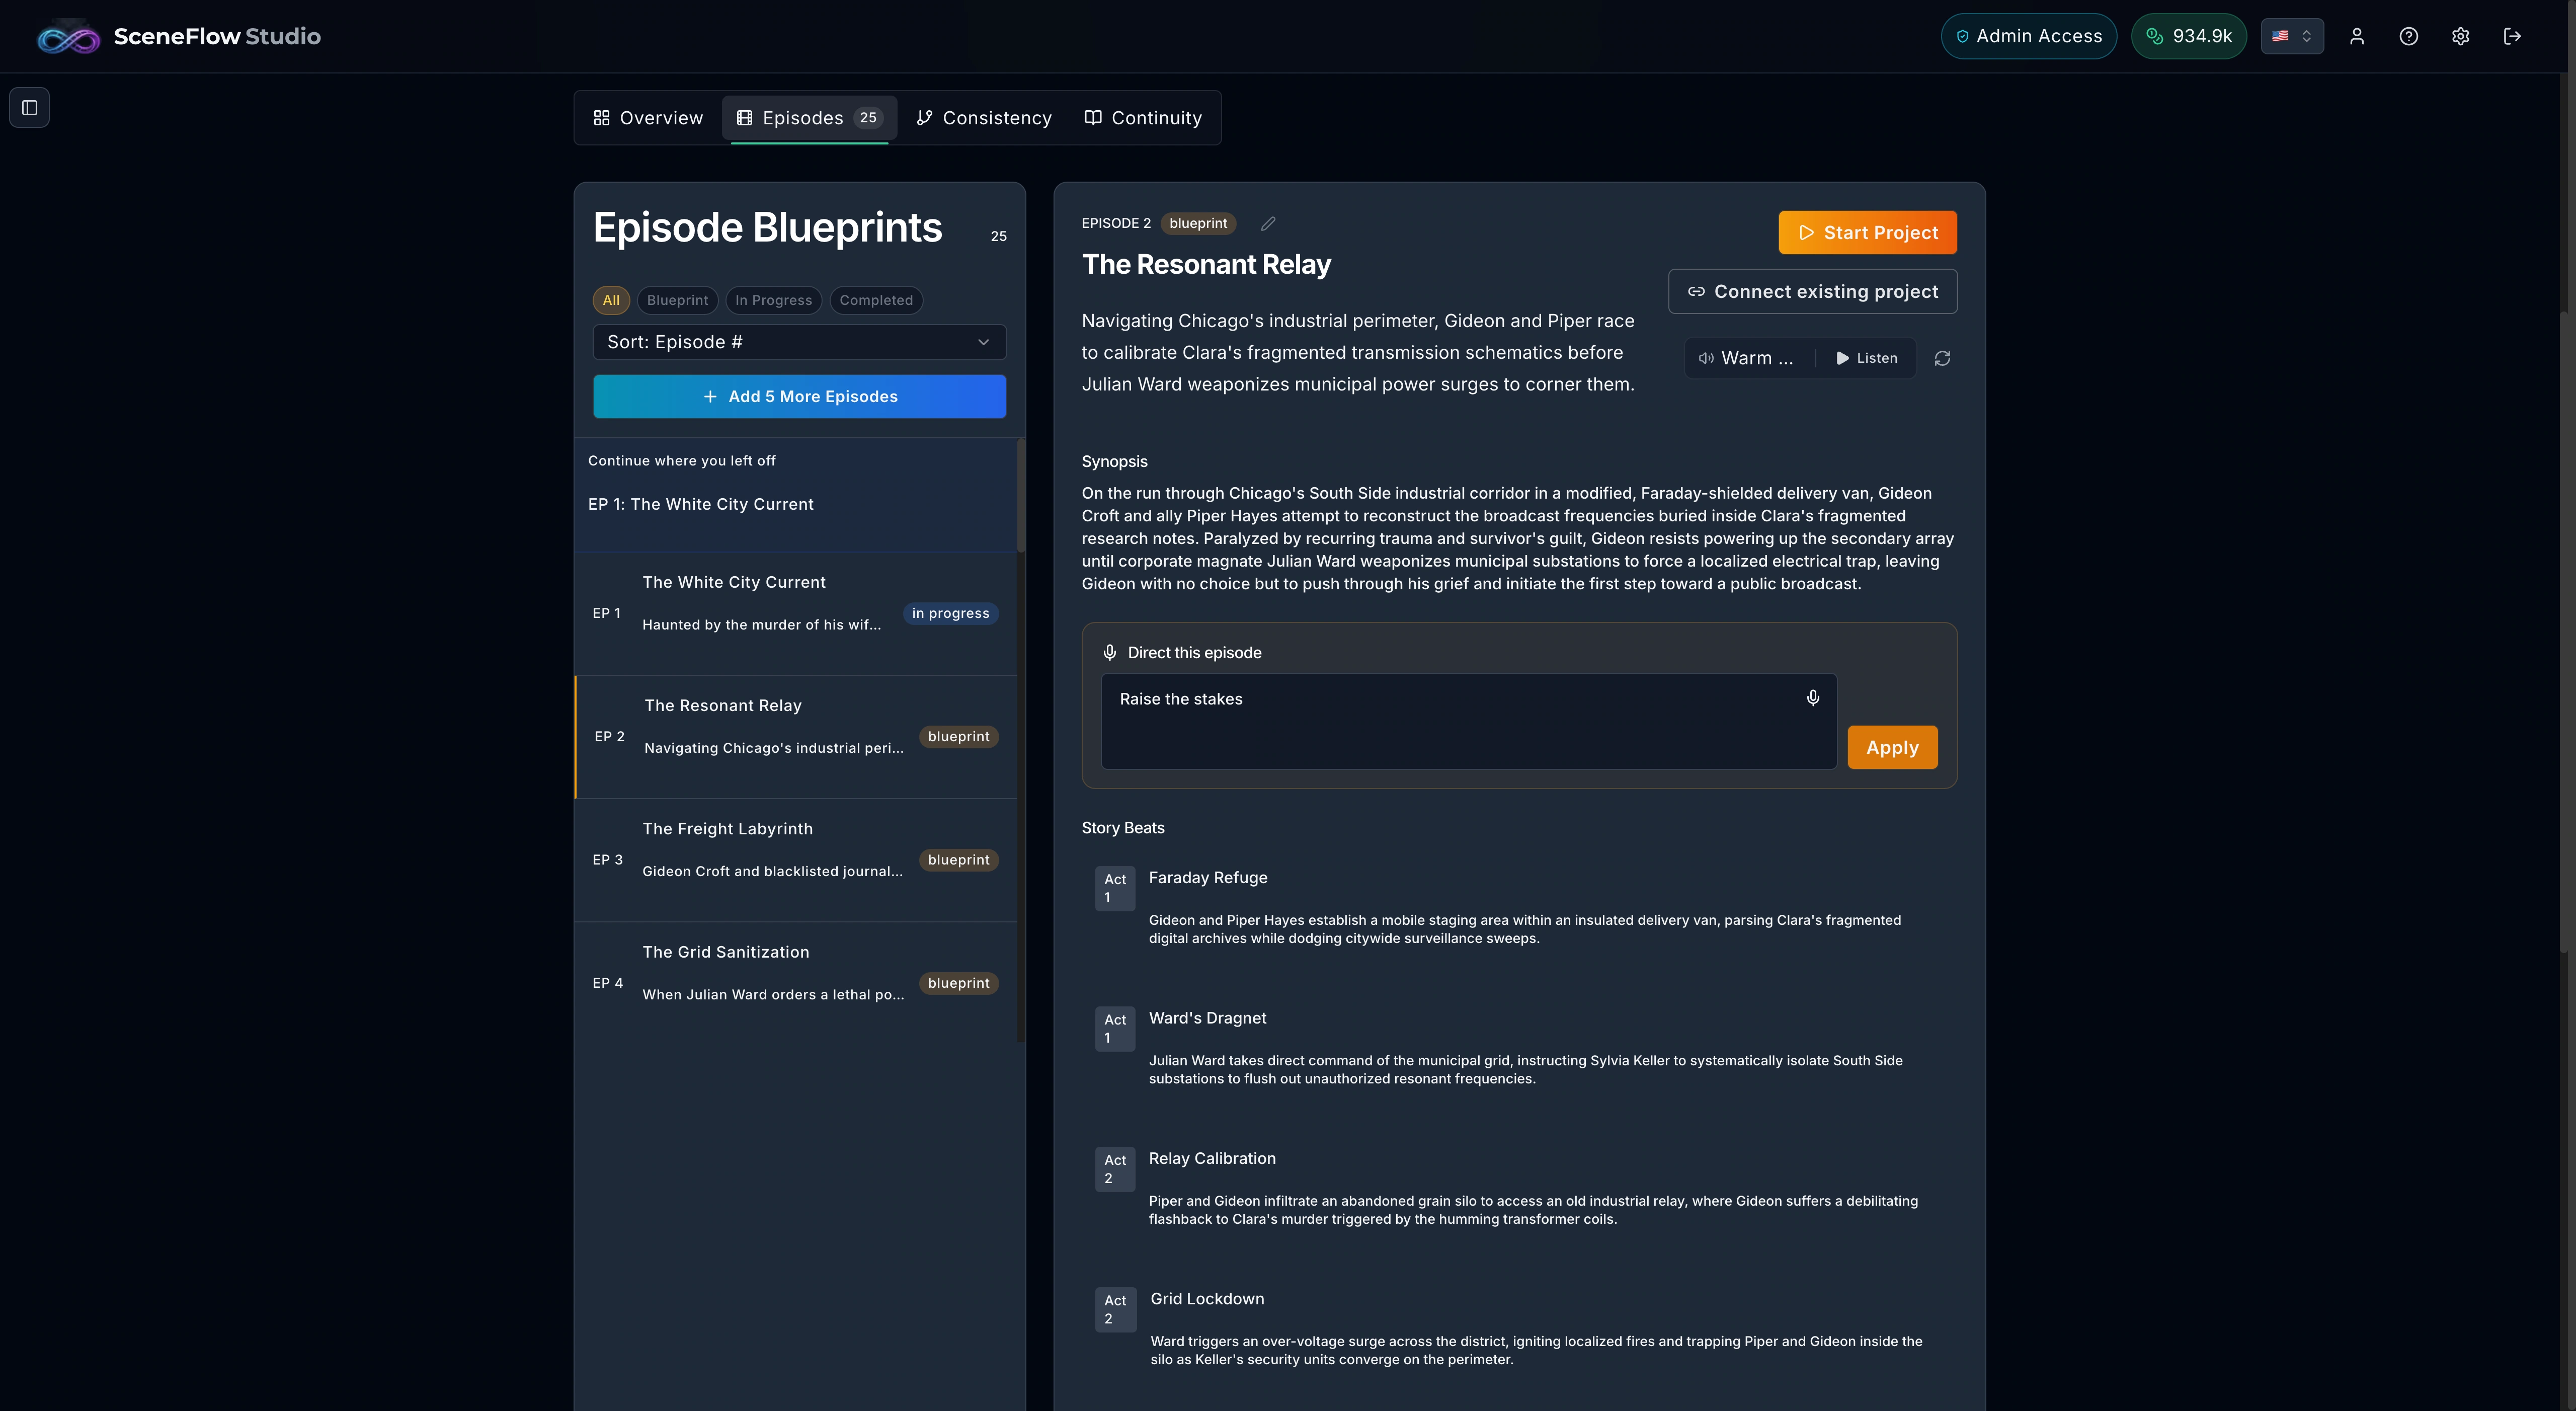 SceneFlow Studio
Admin Access
934.9k
Overview
Episodes 25
Consistency
Continuity
Episode Blueprints
25
All
Blueprint
In Progress
Completed
Sort: Episode #
Add 5 More Episodes
Continue where you left off
EP 1: The White City Current
The White City Current
EP 1
Haunted by the murder of his wif...
in progress
The Resonant Relay
EP 2
Navigating Chicago's industrial peri...
blueprint
The Freight Labyrinth
EP 3
Gideon Croft and blacklisted journal...
blueprint
The Grid Sanitization
EP 4
When Julian Ward orders a lethal po...
blueprint
EPISODE 2
blueprint
The Resonant Relay
Navigating Chicago's industrial perimeter, Gideon and Piper race
to calibrate Clara's fragmented transmission schematics before
Julian Ward weaponizes municipal power surges to corner them.
Start Project
Connect existing project
Warm ...
Listen
Synopsis
On the run through Chicago's South Side industrial corridor in a modified, Faraday-shielded delivery van, Gideon
Croft and ally Piper Hayes attempt to reconstruct the broadcast frequencies buried inside Clara's fragmented
research notes. Paralyzed by recurring trauma and survivor's guilt, Gideon resists powering up the secondary array
until corporate magnate Julian Ward weaponizes municipal substations to force a localized electrical trap, leaving
Gideon with no choice but to push through his grief and initiate the first step toward a public broadcast.
Direct this episode
Raise the stakes
Apply
Story Beats
Act
1
Faraday Refuge
Gideon and Piper Hayes establish a mobile staging area within an insulated delivery van, parsing Clara's fragmented
digital archives while dodging citywide surveillance sweeps.
Act
1
Ward's Dragnet
Julian Ward takes direct command of the municipal grid, instructing Sylvia Keller to systematically isolate South Side
substations to flush out unauthorized resonant frequencies.
Act
2
Relay Calibration
Piper and Gideon infiltrate an abandoned grain silo to access an old industrial relay, where Gideon suffers a debilitating
flashback to Clara's murder triggered by the humming transformer coils.
Act
2
Grid Lockdown
Ward triggers an over-voltage surge across the district, igniting localized fires and trapping Piper and Gideon inside the
silo as Keller's security units converge on the perimeter.